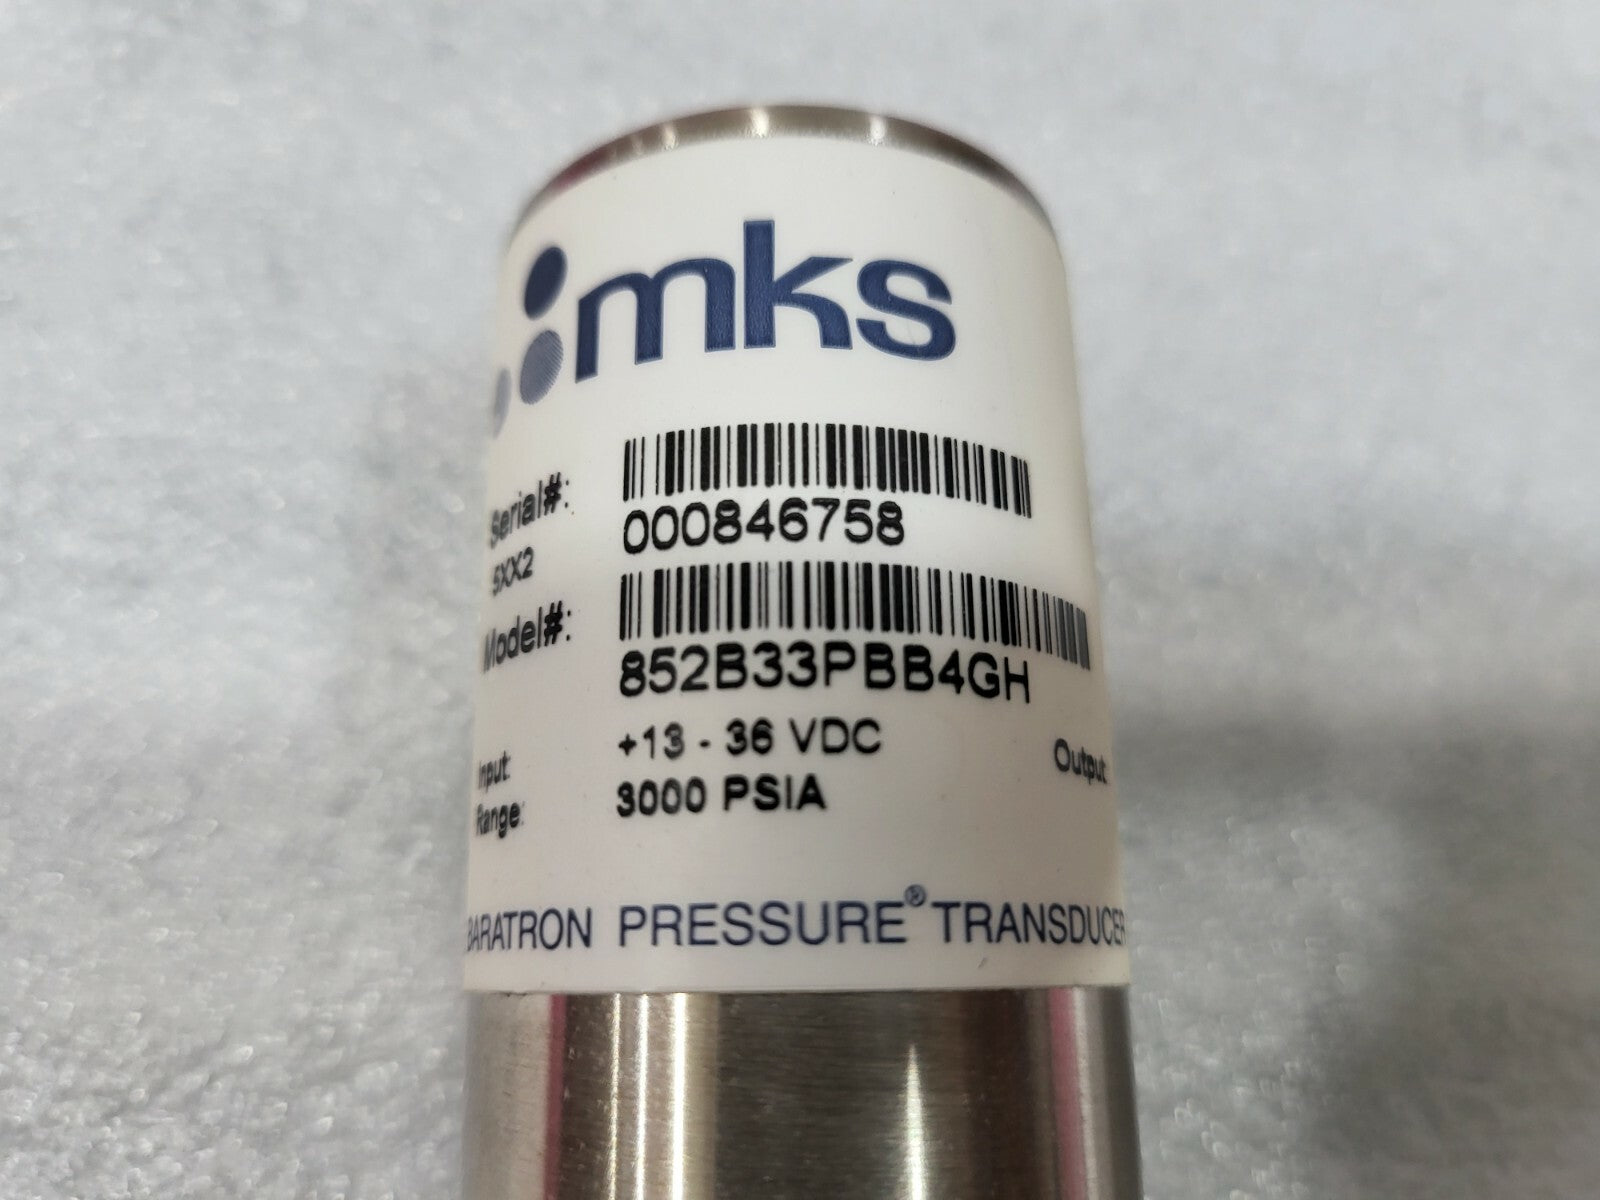 mks
Serial#: 000846758
5XX2
Model#: 852B33PBB4GH
Input: +13 - 36 VDC Output:
Range: 3000 PSIA
BARATRON PRESSURE® TRANSDUCER